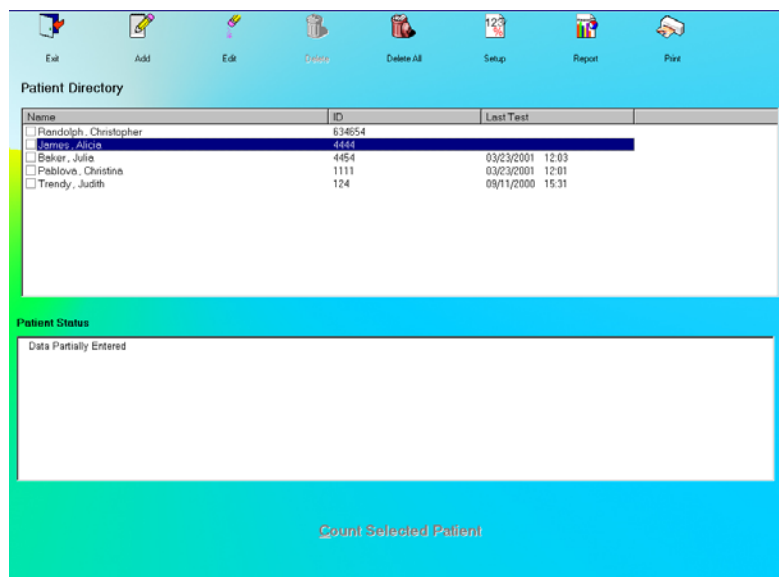 Exit Add Edit Delete Delete All Setup Report Print
Patient Directory
Name ID Last Test
Randolph, Christopher 634654
James, Alicia 4444
Baker, Julia 4454 03/23/2001 12:03
Pablova, Christina 1111 03/23/2001 12:01
Trendy, Judith 124 09/11/2000 15:31
Patient Status
Data Partially Entered
Count Selected Patient